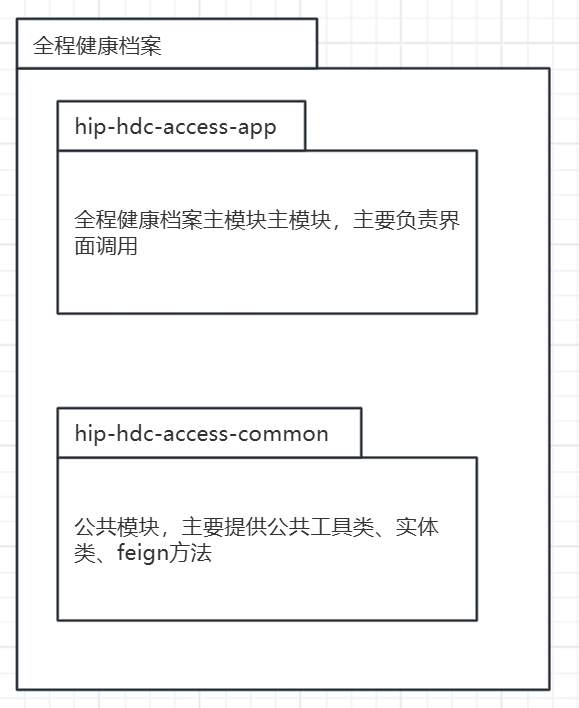 全程健康档案
hip-hdc-access-app
全程健康档案主模块主模块，主要负责界
面调用
hip-hdc-access-common
公共模块，主要提供公共工具类、实体
类、feign方法